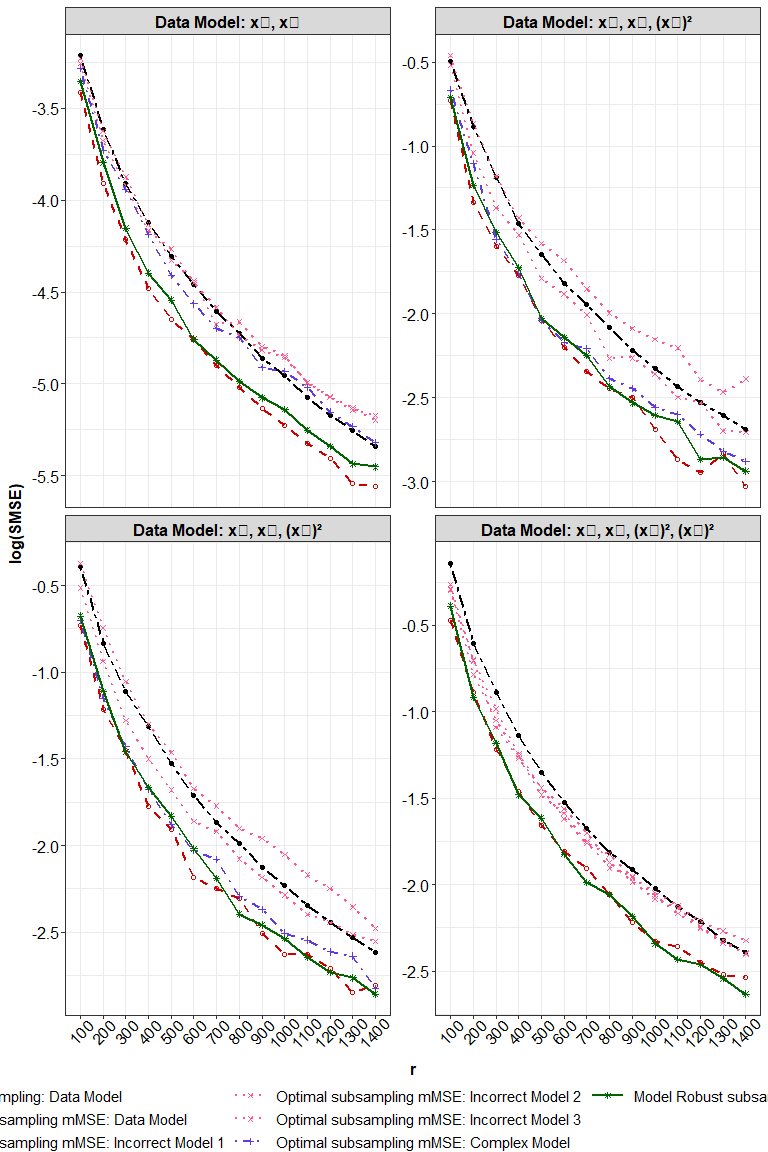 Data Model: x▯, x▯
Data Model: x▯, x▯, (x▯)²
-3.5
-4.0
-4.5
-5.0
-5.5
-0.5
-1.0
-1.5
-2.0
-2.5
-3.0
log(SMSE)
Data Model: x▯, x▯, (x▯)²
Data Model: x▯, x▯, (x▯)², (x▯)²
-0.5
-1.0
-1.5
-2.0
-2.5
-0.5
-1.0
-1.5
-2.0
-2.5
100 200 300 400 500 600 700 800 900 1000 1100 1200 1300 1400
100 200 300 400 500 600 700 800 900 1000 1100 1200 1300 1400
r
mpling: Data Model
Optimal subsampling mMSE: Incorrect Model 2
Model Robust subsa
sampling mMSE: Data Model
Optimal subsampling mMSE: Incorrect Model 3
sampling mMSE: Incorrect Model 1
Optimal subsampling mMSE: Complex Model